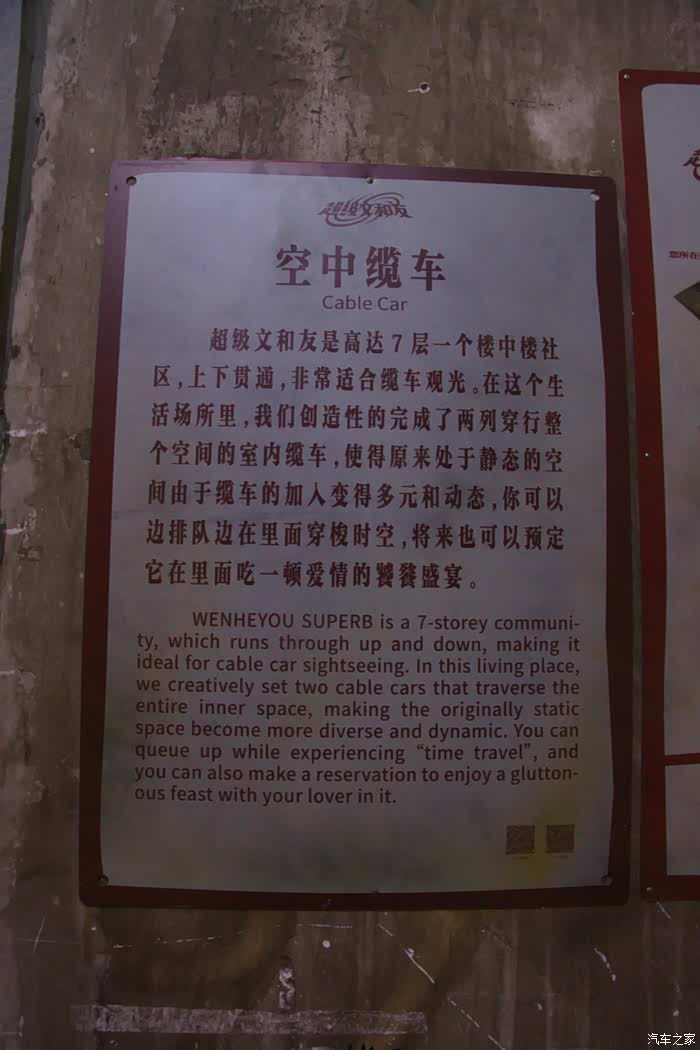 超级文和友
空中缆车
Cable Car
超级文和友是高达7层一个楼中楼社
区,上下贯通,非常适合缆车观光。在这个生
活场所里,我们创造性的完成了两列穿行整
个空间的室内缆车,使得原来处于静态的空
间由于缆车的加入变得多元和动态,你可以
边排队边在里面穿梭时空,将来也可以预定
它在里面吃一顿爱情的饕餮盛宴。
WENHEYOU SUPERB is a 7-storey communi-
ty, which runs through up and down, making it
ideal for cable car sightseeing. In this living place,
we creatively set two cable cars that traverse the
entire inner space, making the originally static
space become more diverse and dynamic. You can
queue up while experiencing “time travel”, and
you can also make a reservation to enjoy a glutton-
ous feast with your lover in it.
您所在
汽车之家